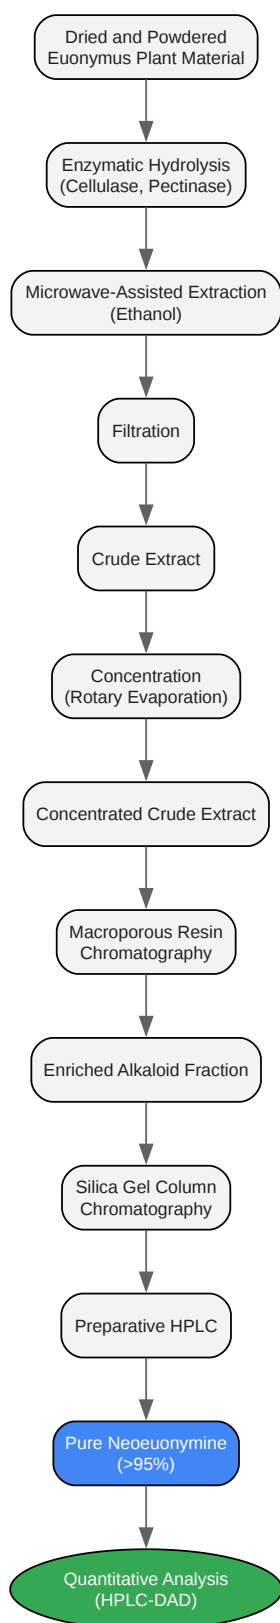 Dried and Powdered
Euonymus Plant Material
Enzymatic Hydrolysis
(Cellulase, Pectinase)
Microwave-Assisted Extraction
(Ethanol)
Filtration
Crude Extract
Concentration
(Rotary Evaporation)
Concentrated Crude Extract
Macroporous Resin
Chromatography
Enriched Alkaloid Fraction
Silica Gel Column
Chromatography
Preparative HPLC
Pure Neoeuonymine
(>95%)
Quantitative Analysis
(HPLC-DAD)